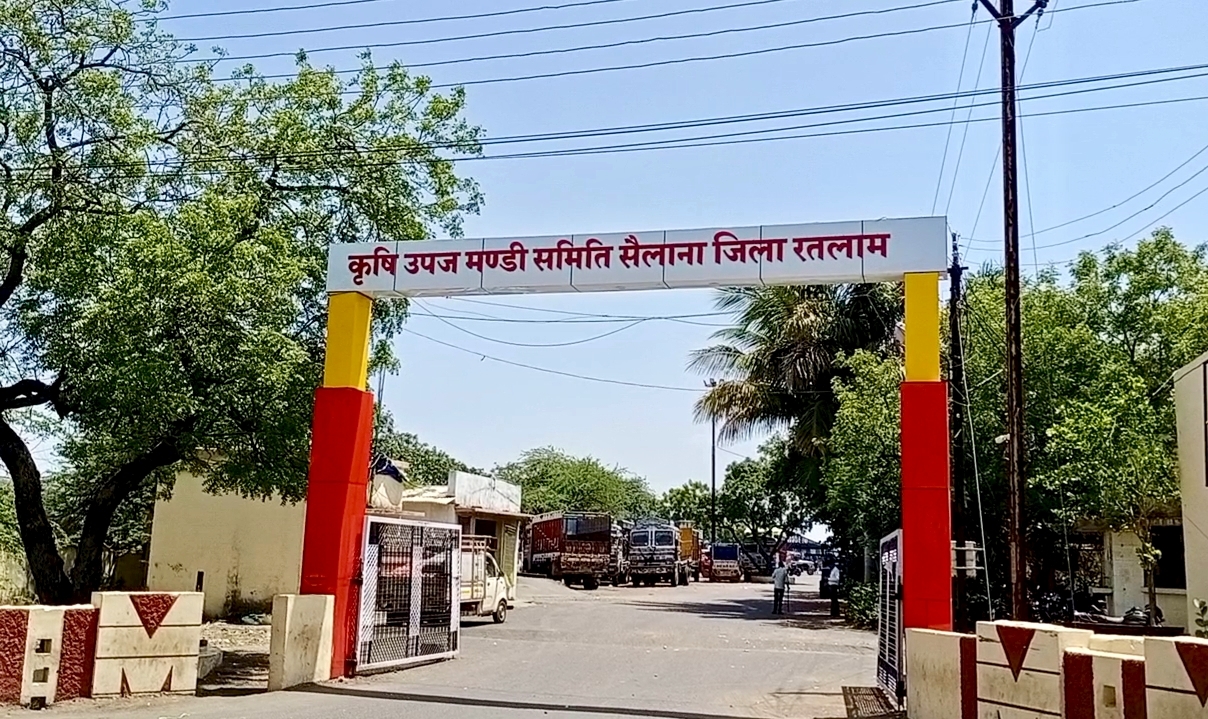 कृषि उपज मण्डी समिति सैलाना जिला रतलाम